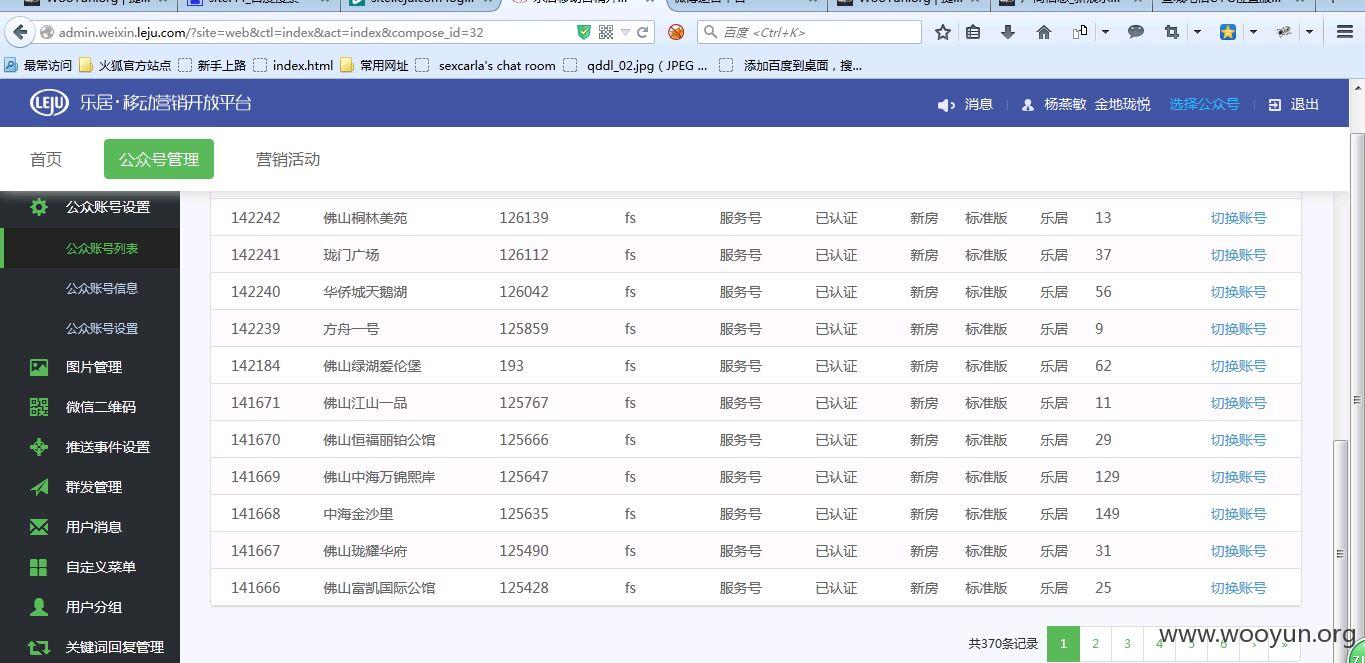 admin.weixin.leju.com/?site=web&ctl=index&act=index&compose_id=32
百度 <Ctrl+K>
最常访问 火狐官方站点 新手上路 index.html 常用网址 sexcarla's chat room qddl_02.jpg ( JPEG ... 添加百度到桌面，搜...
LEJU 乐居·移动营销开放平台 消息 杨燕敏 金地珑悦 选择公众号 退出
首页 公众号管理 营销活动
公众账号设置
公众账号列表
公众账号信息
公众账号设置
图片管理
微信二维码
推送事件设置
群发管理
用户消息
自定义菜单
用户分组
关键词回复管理
142242 佛山桐林美苑 126139 fs 服务号 已认证 新房 标准版 乐居 13 切换账号
142241 珑门广场 126112 fs 服务号 已认证 新房 标准版 乐居 37 切换账号
142240 华侨城天鹅湖 126042 fs 服务号 已认证 新房 标准版 乐居 56 切换账号
142239 方舟一号 125859 fs 服务号 已认证 新房 标准版 乐居 9 切换账号
142184 佛山绿湖爱伦堡 193 fs 服务号 已认证 新房 标准版 乐居 62 切换账号
141671 佛山江山一品 125767 fs 服务号 已认证 新房 标准版 乐居 11 切换账号
141670 佛山恒福丽铂公馆 125666 fs 服务号 已认证 新房 标准版 乐居 29 切换账号
141669 佛山中海万锦熙岸 125647 fs 服务号 已认证 新房 标准版 乐居 129 切换账号
141668 中海金沙里 125635 fs 服务号 已认证 新房 标准版 乐居 149 切换账号
141667 佛山珑耀华府 125490 fs 服务号 已认证 新房 标准版 乐居 31 切换账号
141666 佛山富凯国际公馆 125428 fs 服务号 已认证 新房 标准版 乐居 25 切换账号
共370条记录 1 2 3 4 5 6 › »
www.wooyun.org